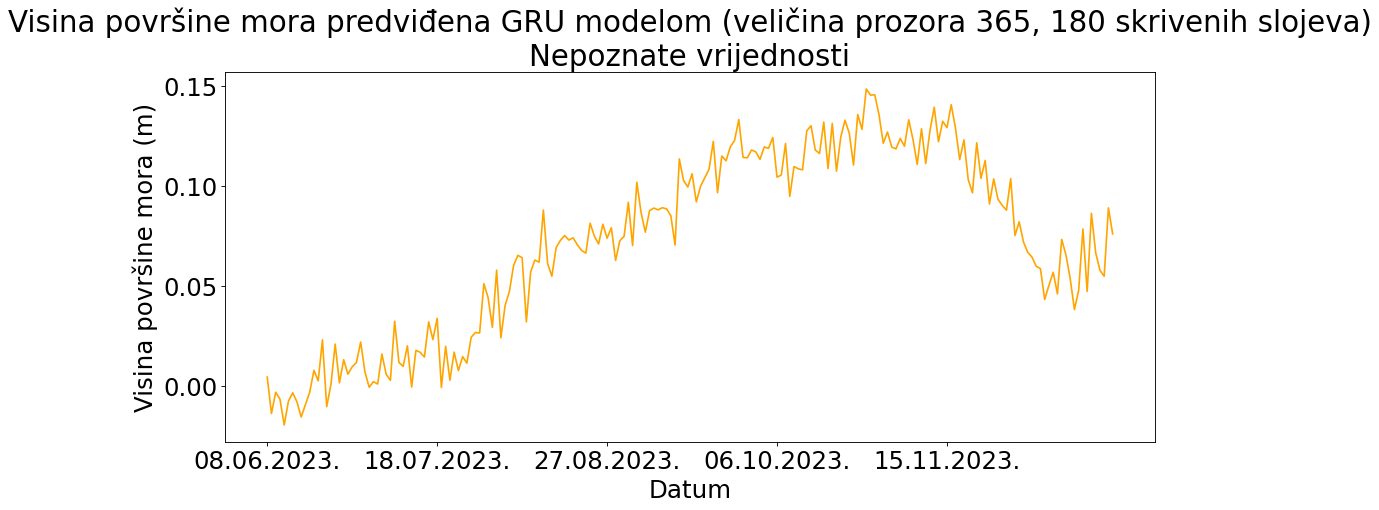 Visina površine mora predviđena GRU modelom (veličina prozora 365, 180 skrivenih slojeva)
Nepoznate vrijednosti
Visina površine mora (m)
0.15
0.10
0.05
0.00
08.06.2023. 18.07.2023. 27.08.2023. 06.10.2023. 15.11.2023.
Datum